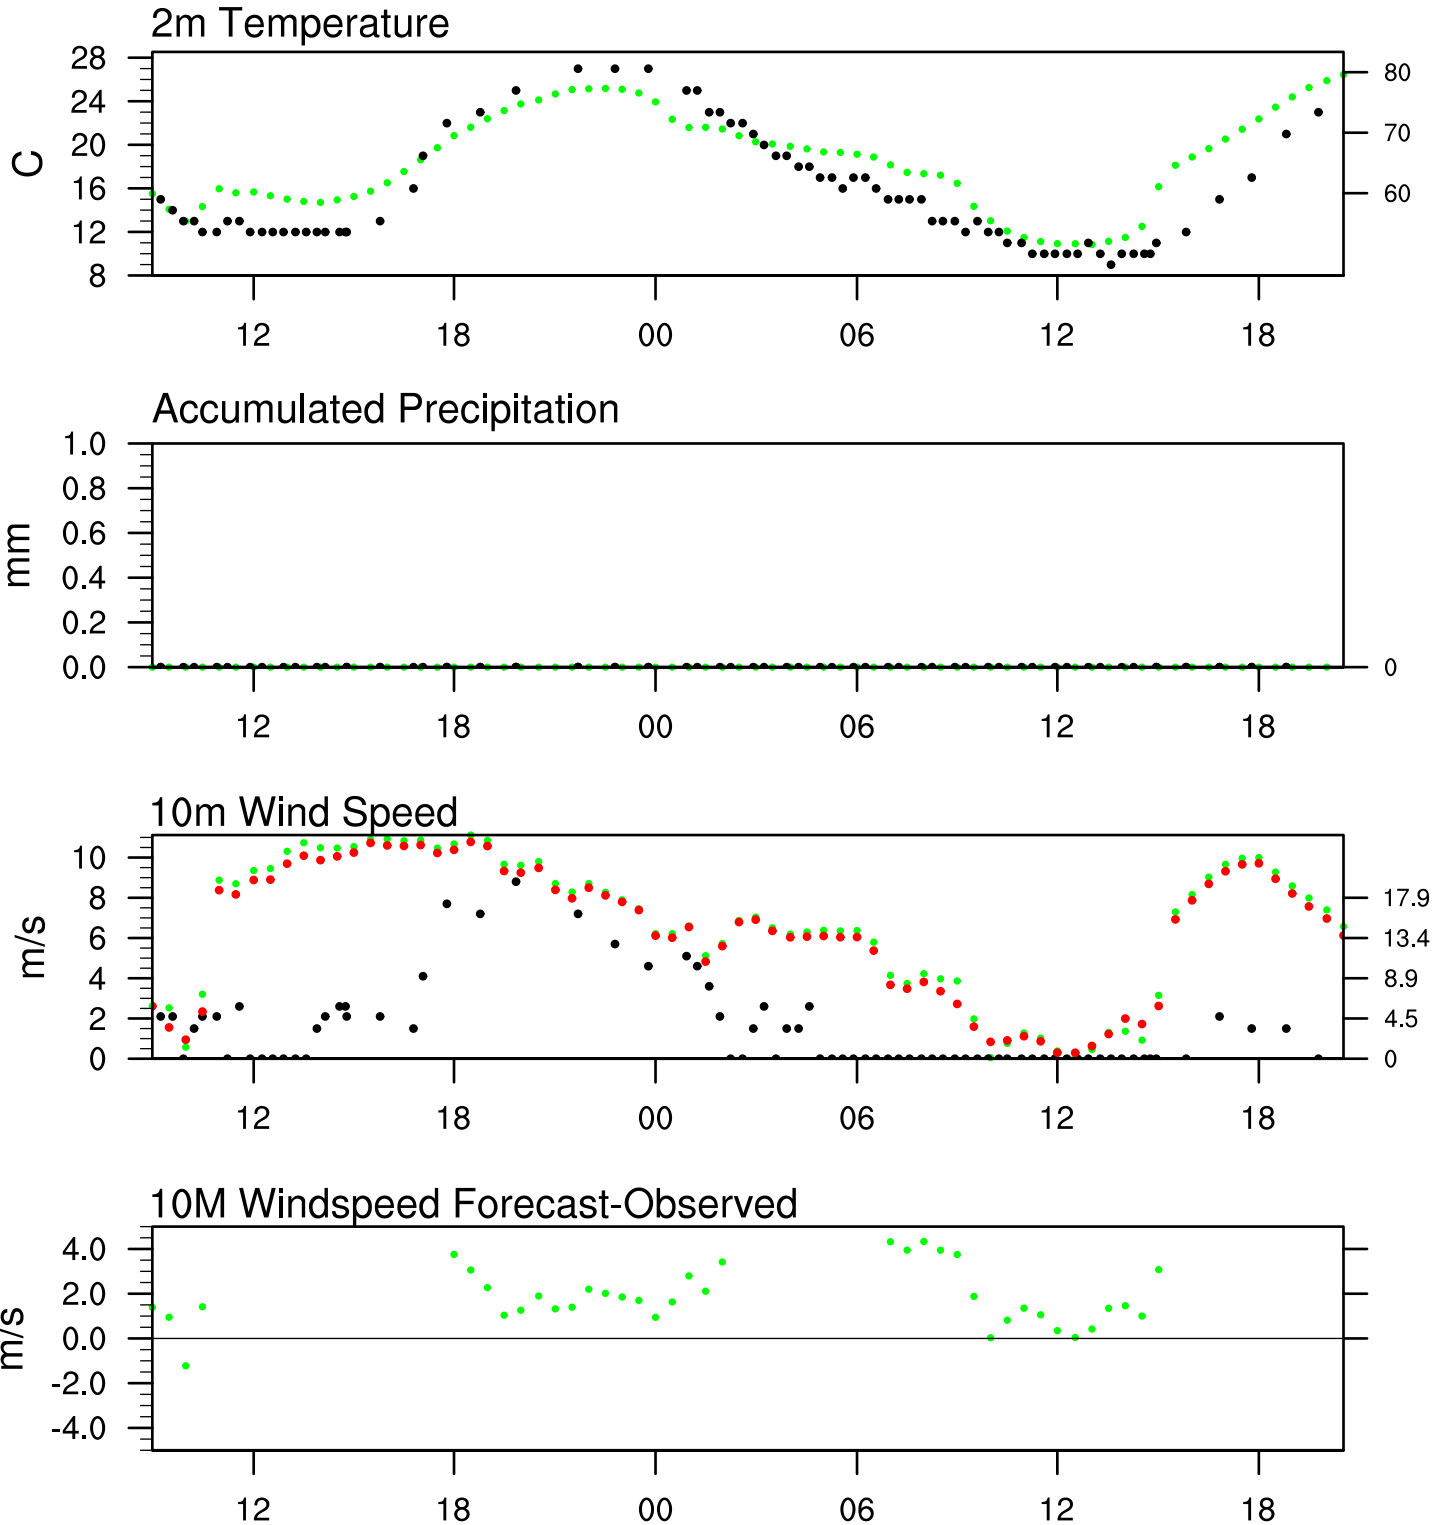 2m Temperature
28
24
20
16
12
8
C
80
70
60
12 18 00 06 12 18
Accumulated Precipitation
1.0
0.8
0.6
0.4
0.2
0.0
mm
0
12 18 00 06 12 18
10m Wind Speed
10
8
6
4
2
0
m/s
17.9
13.4
8.9
4.5
0
12 18 00 06 12 18
10M Windspeed Forecast-Observed
4.0
2.0
0.0
-2.0
-4.0
m/s
12 18 00 06 12 18